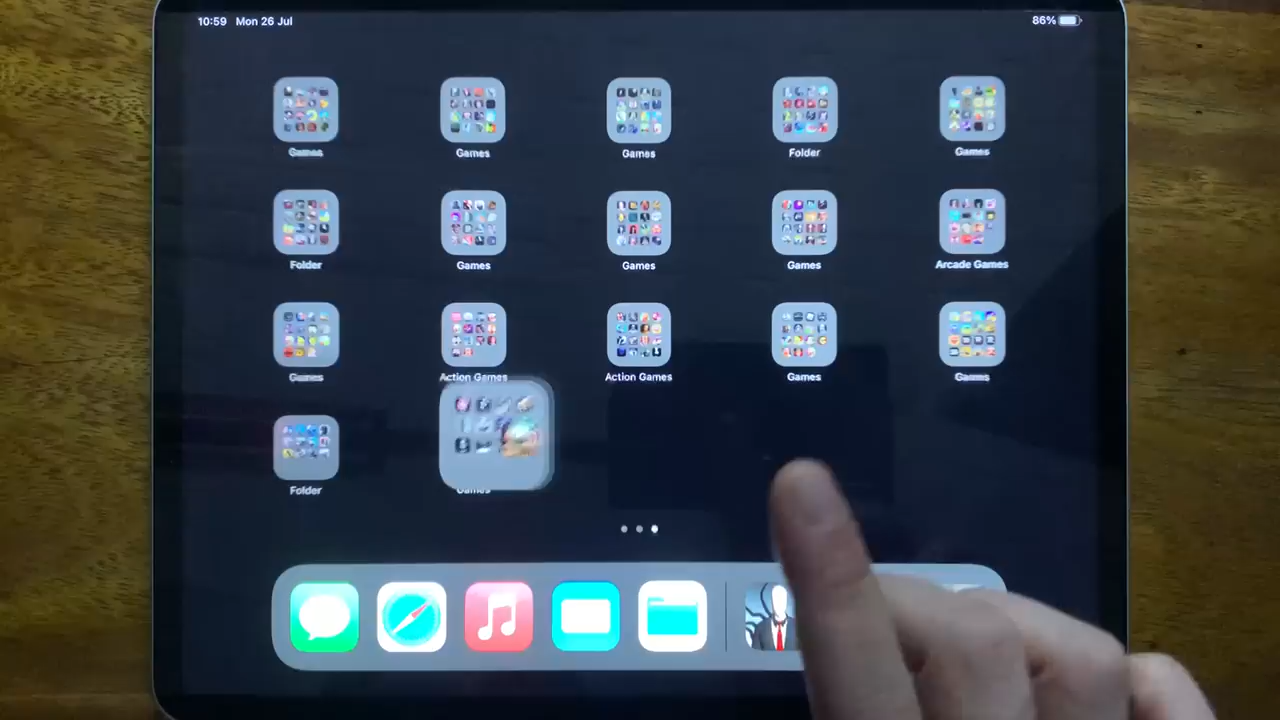 10:59 Mon 26 Jul 86%
Games Games Games Folder Games
Folder Games Games Games Arcade Games
Games Action Games Action Games Games Games
Folder Games